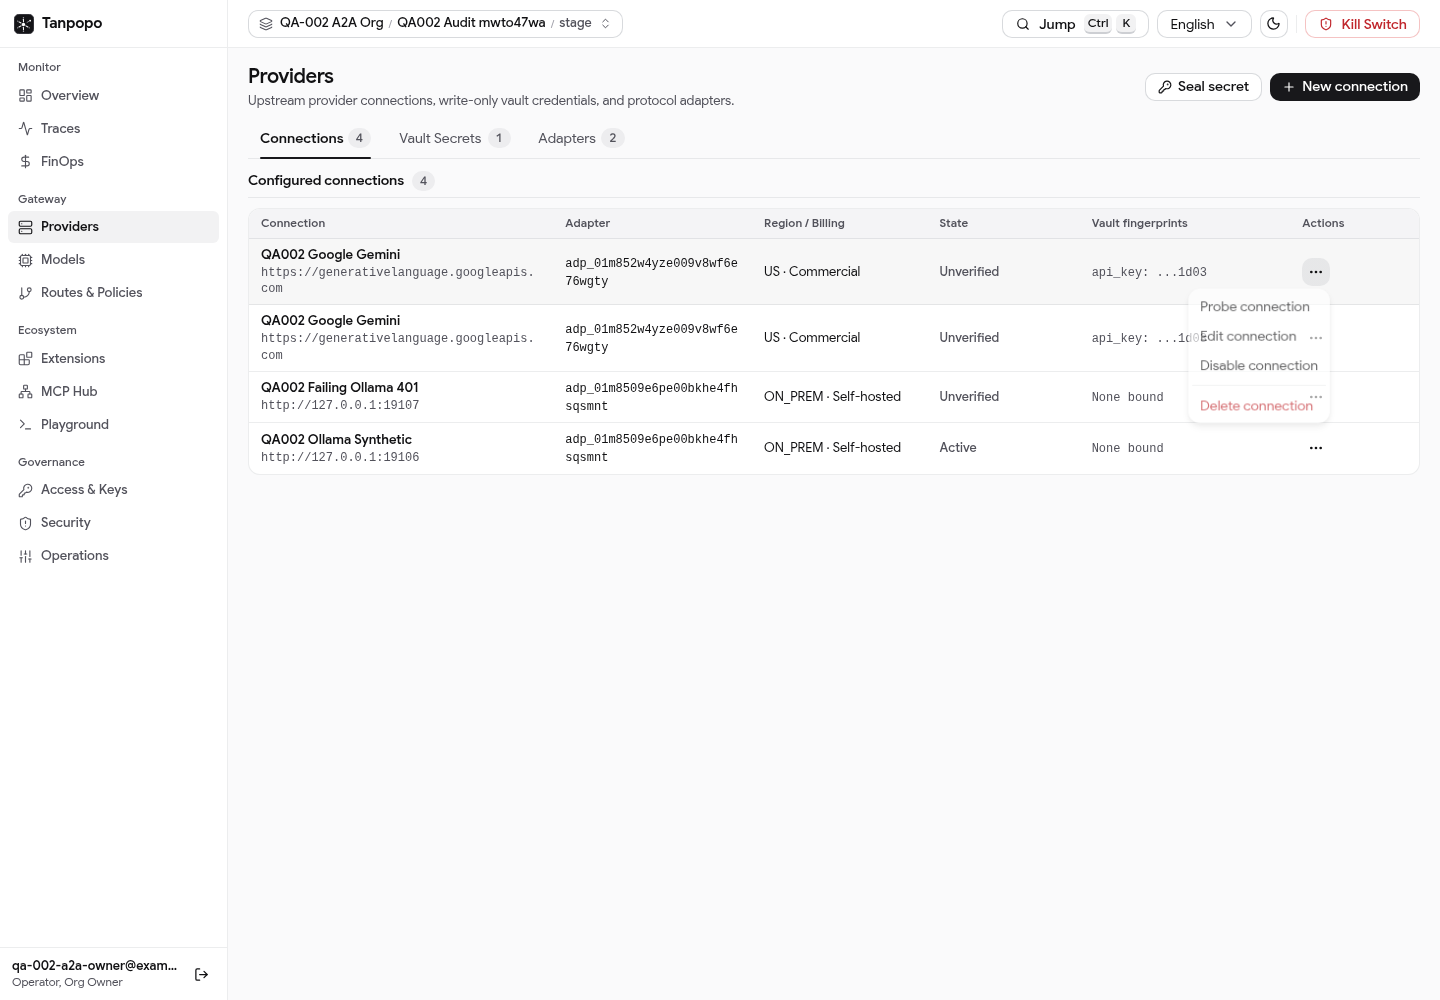 Tanpopo
QA-002 A2A Org / QA002 Audit mwto47wa / stage
Jump Ctrl K
English
Kill Switch
Monitor
Overview
Traces
FinOps
Gateway
Providers
Models
Routes & Policies
Ecosystem
Extensions
MCP Hub
Playground
Governance
Access & Keys
Security
Operations
qa-002-a2a-owner@exam...
Operator, Org Owner
Providers
Upstream provider connections, write-only vault credentials, and protocol adapters.
Seal secret
New connection
Connections 4
Vault Secrets 1
Adapters 2
Configured connections 4
Connection Adapter Region / Billing State Vault fingerprints Actions
QA002 Google Gemini
https://generativelanguage.googleapis.
com
adp_01m852w4yze009v8wf6e
76wgty
US · Commercial
Unverified
api_key: ...1d03
QA002 Google Gemini
https://generativelanguage.googleapis.
com
adp_01m852w4yze009v8wf6e
76wgty
US · Commercial
Unverified
api_key: ...1d03
QA002 Failing Ollama 401
http://127.0.0.1:19107
adp_01m8509e6pe00bkhe4fh
sqsmnt
ON_PREM · Self-hosted
Unverified
None bound
QA002 Ollama Synthetic
http://127.0.0.1:19106
adp_01m8509e6pe00bkhe4fh
sqsmnt
ON_PREM · Self-hosted
Active
None bound
Probe connection
Edit connection
Disable connection
Delete connection